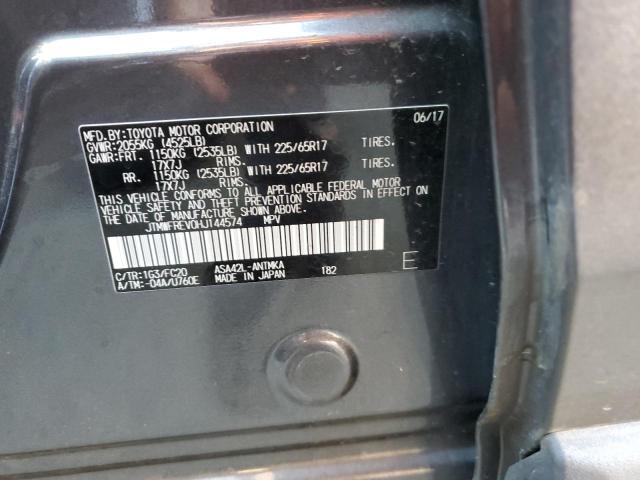 MFD.BY:TOYOTA MOTOR CORPORATION 06/17
GVWR:2055KG (4525LB)
GAWR:FRT. 1150KG (2535LB) WITH 225/65R17 TIRES.
17X7J RIMS.
RR. 1150KG (2535LB) WITH 225/65R17 TIRES.
17X7J RIMS.
THIS VEHICLE CONFORMS TO ALL APPLICABLE FEDERAL MOTOR
VEHICLE SAFETY AND THEFT PREVENTION STANDARDS IN EFFECT
ON THE DATE OF MANUFACTURE SHOWN ABOVE.
JTMWFREV0HJ144574 MPV
C/TR:1G3/FC20 ASA42L-ANTMKA 182 E
A/TM:-04A/U760E MADE IN JAPAN